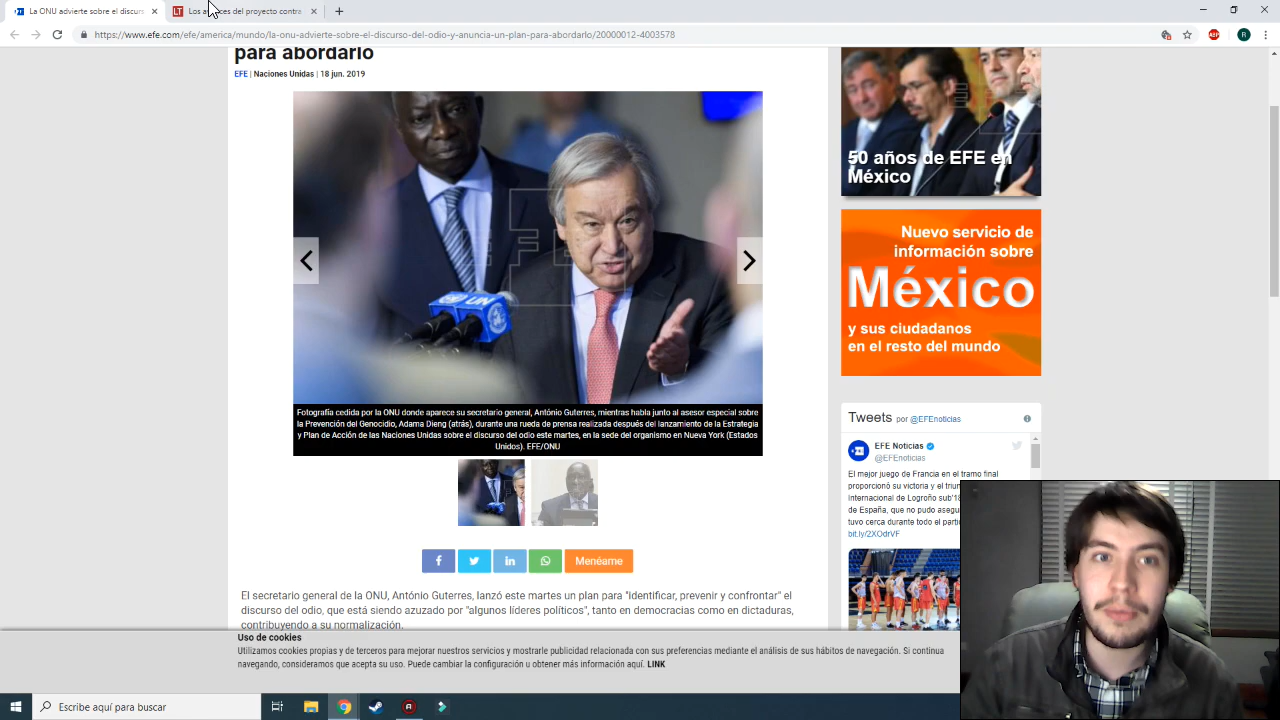 La ONU advierte sobre el discurs
Los avances del proyecto contra
https://www.efe.com/efe/america/mundo/la-onu-advierte-sobre-el-discurso-del-odio-y-anuncia-un-plan-para-abordarlo/20000012-4003578
ABP
R
para abordarlo
EFE | Naciones Unidas | 18 jun. 2019
EFE
UN
Fotografía cedida por la ONU donde aparece su secretario general, António Guterres, mientras habla junto al asesor especial sobre
la Prevención del Genocidio, Adama Dieng (atrás), durante una rueda de prensa realizada después del lanzamiento de la Estrategia
y Plan de Acción de las Naciones Unidas sobre el discurso del odio este martes, en la sede del organismo en Nueva York (Estados
Unidos). EFE/ONU
Menéame
El secretario general de la ONU, António Guterres, lanzó este martes un plan para "identificar, prevenir y confrontar" el
discurso del odio, que está siendo azuzado por "algunos líderes políticos", tanto en democracias como en dictaduras,
contribuyendo a su normalización.
50 años de EFE en
México
Nuevo servicio de
información sobre
México
y sus ciudadanos
en el resto del mundo
Tweets por @EFEnoticias
EFE Noticias
@EFEnoticias
El mejor juego de Francia en el tramo final
proporcionó su victoria y el triun
Internacional de Logroño sub'18
de España, que no pudo asegu
tuvo cerca durante todo el parti
bit.ly/2XOdrVF
Uso de cookies
Utilizamos cookies propias y de terceros para mejorar nuestros servicios y mostrarle publicidad relacionada con sus preferencias mediante el análisis de sus hábitos de navegación. Si continua
navegando, consideramos que acepta su uso. Puede cambiar la configuración u obtener más información aquí. LINK
Escribe aquí para buscar